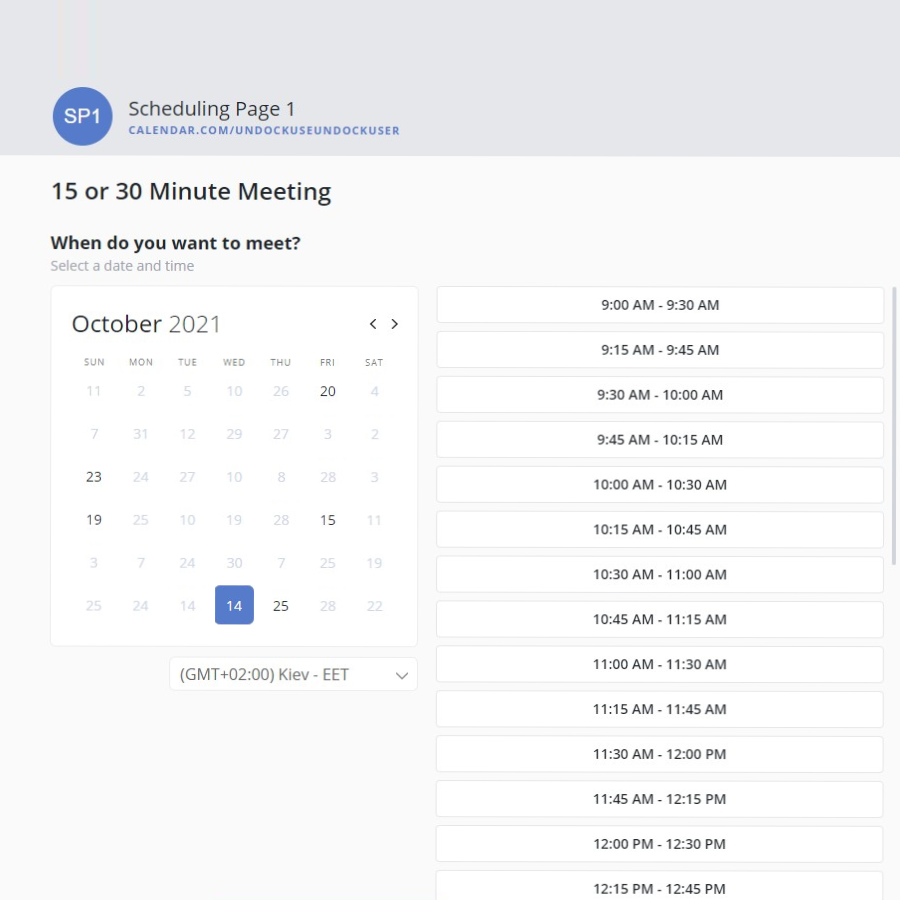 SP1
Scheduling Page 1
CALENDAR.COM/UNDOCKUSEUNDOCKUSER
15 or 30 Minute Meeting
When do you want to meet?
Select a date and time
October 2021
SUN MON TUE WED THU FRI SAT
11 2 5 10 26 20 4
7 31 12 29 27 3 2
23 24 27 10 8 28 3
19 25 10 19 28 15 11
3 7 24 30 7 25 19
25 24 14 14 25 28 22
(GMT+02:00) Kiev - EET
9:00 AM - 9:30 AM
9:15 AM - 9:45 AM
9:30 AM - 10:00 AM
9:45 AM - 10:15 AM
10:00 AM - 10:30 AM
10:15 AM - 10:45 AM
10:30 AM - 11:00 AM
10:45 AM - 11:15 AM
11:00 AM - 11:30 AM
11:15 AM - 11:45 AM
11:30 AM - 12:00 PM
11:45 AM - 12:15 PM
12:00 PM - 12:30 PM
12:15 PM - 12:45 PM